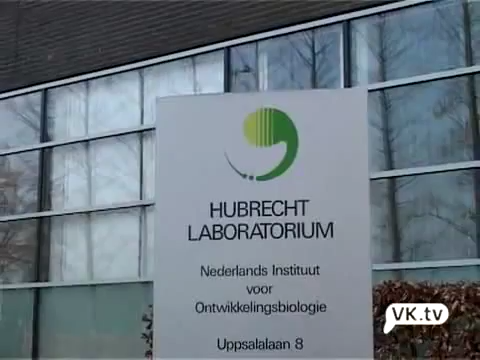 HUBRECHT
LABORATORIUM
Nederlands Instituut
voor
Ontwikkelingsbiologie
Uppsalalaan 8
VK.tv